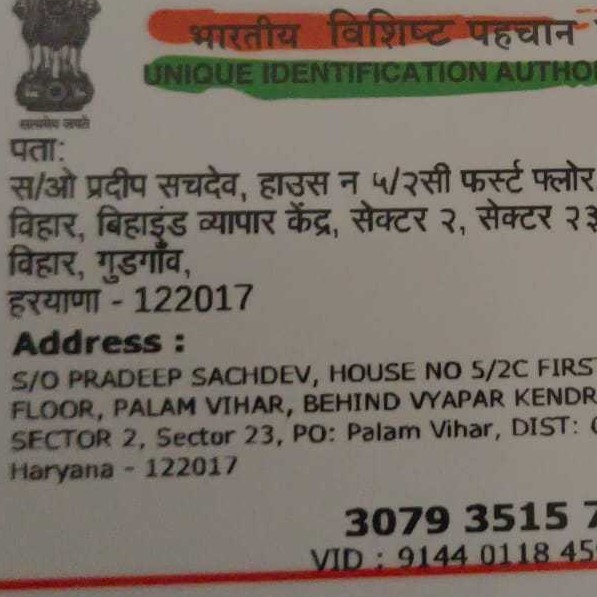 भारतीय विशिष्ट पहचान
UNIQUE IDENTIFICATION AUTHO
सत्यमेव जयते
पता:
स/ओ प्रदीप सचदेव, हाउस न ५/२सी फर्स्ट फ्लोर
विहार, बिहाइंड व्यापार केंद्र, सेक्टर २, सेक्टर २३
विहार, गुडगाँव,
हरयाणा - 122017
Address :
S/O PRADEEP SACHDEV, HOUSE NO 5/2C FIRS
FLOOR, PALAM VIHAR, BEHIND VYAPAR KENDR
SECTOR 2, Sector 23, PO: Palam Vihar, DIST:
Haryana - 122017
3079 3515 7
VID : 9144 0118 45